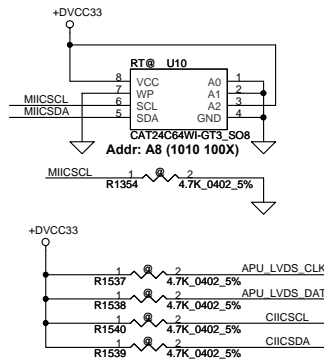 +DVCC33
RT@ U10
8 VCC A0 1
7 WP A1 2
MIICSCL 6 SCL A2 3
MIICSDA 5 SDA GND 4
CAT24C64WI-GT3_SO8
Addr: A8 (1010 100X)
MIICSCL 1 @ 2
R1354 4.7K_0402_5%
+DVCC33
1 @ 2 APU_LVDS_CLK
R1537 4.7K_0402_5%
1 @ 2 APU_LVDS_DAT
R1538 4.7K_0402_5%
1 @ 2 CIICSCL
R1540 4.7K_0402_5%
1 @ 2 CIICSDA
R1539 4.7K_0402_5%